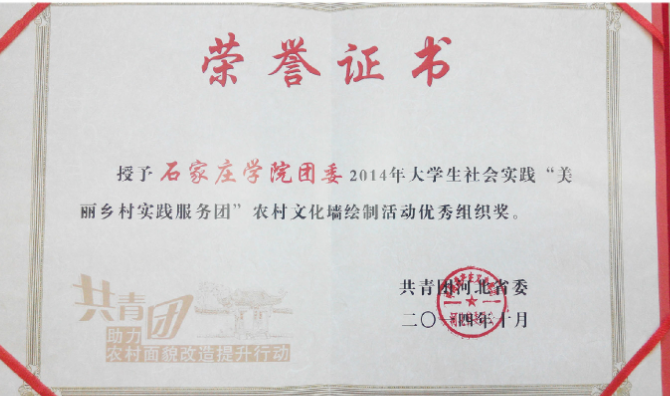 荣誉证书
授予石家庄学院团委2014年大学生社会实践“美
丽乡村实践服务团”农村文化墙绘制活动优秀组织奖。
共青团河北省委
二〇一四年十月
共青团
助力
农村面貌改造提升行动